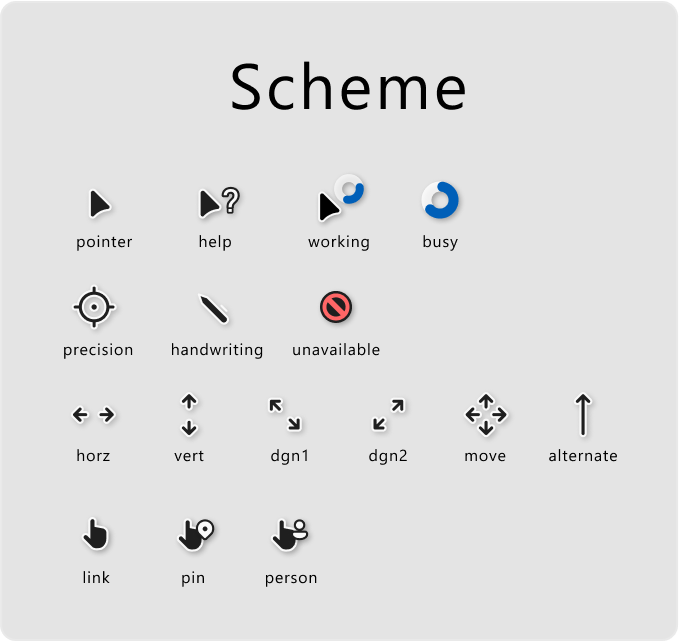 Scheme
pointer help working busy
precision handwriting unavailable
horz vert dgn1 dgn2 move alternate
link pin person